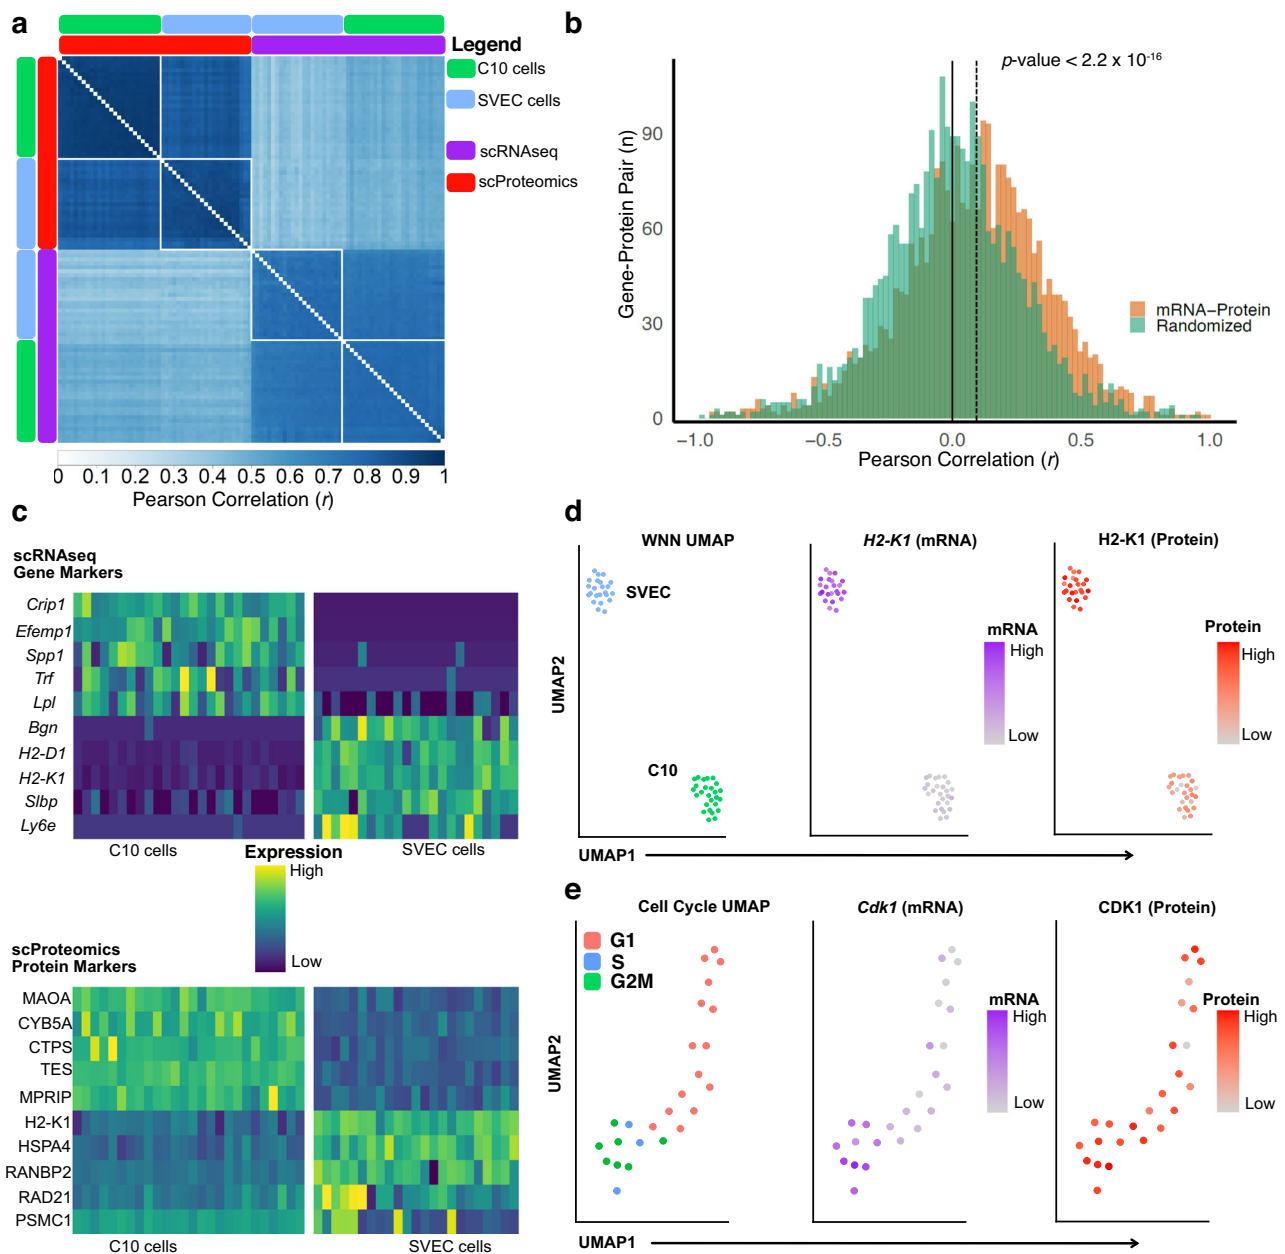 a
Legend
C10 cells
SVEC cells
scRNAseq
scProteomics
0 0.1 0.2 0.3 0.4 0.5 0.6 0.7 0.8 0.9 1
Pearson Correlation (r)
b
p-value < 2.2 x 10-16
Gene-Protein Pair (n)
90
60
30
0
mRNA−Protein
Randomized
−1.0 −0.5 0.0 0.5 1.0
Pearson Correlation (r)
c
scRNAseq
Gene Markers
Crip1
Efemp1
Spp1
Trf
Lpl
Bgn
H2-D1
H2-K1
Slbp
Ly6e
C10 cells
SVEC cells
Expression
High
Low
scProteomics
Protein Markers
MAOA
CYB5A
CTPS
TES
MPRIP
H2-K1
HSPA4
RANBP2
RAD21
PSMC1
C10 cells
SVEC cells
d
WNN UMAP
H2-K1 (mRNA)
H2-K1 (Protein)
SVEC
C10
UMAP2
mRNA
High
Low
Protein
High
Low
UMAP1
e
Cell Cycle UMAP
Cdk1 (mRNA)
CDK1 (Protein)
G1
S
G2M
UMAP2
mRNA
High
Low
Protein
High
Low
UMAP1